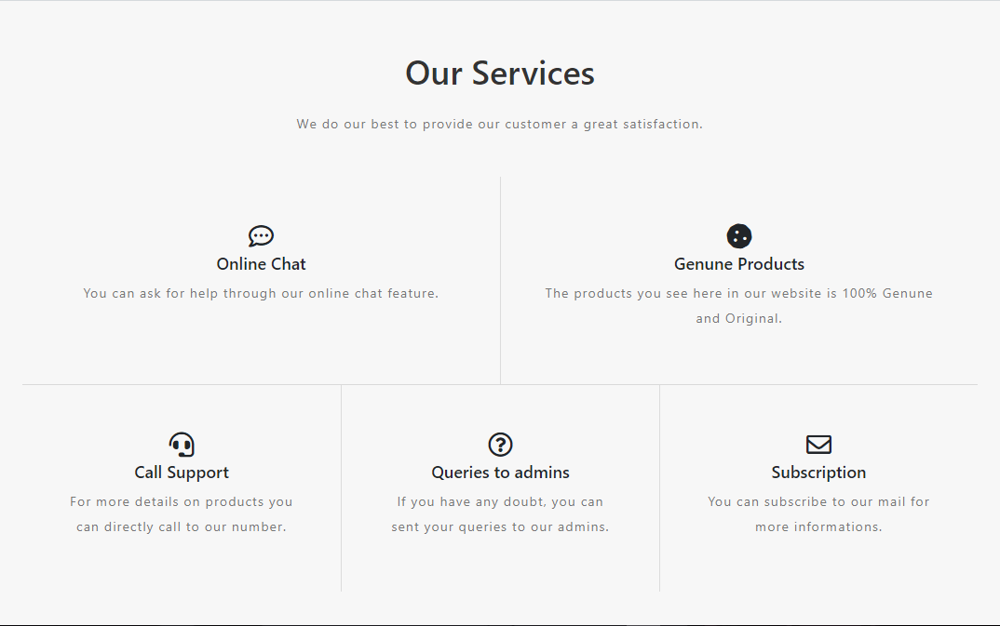 Our Services
We do our best to provide our customer a great satisfaction.
Online Chat
You can ask for help through our online chat feature.
Genune Products
The products you see here in our website is 100% Genune
and Original.
Call Support
For more details on products you
can directly call to our number.
Queries to admins
If you have any doubt, you can
sent your queries to our admins.
Subscription
You can subscribe to our mail for
more informations.